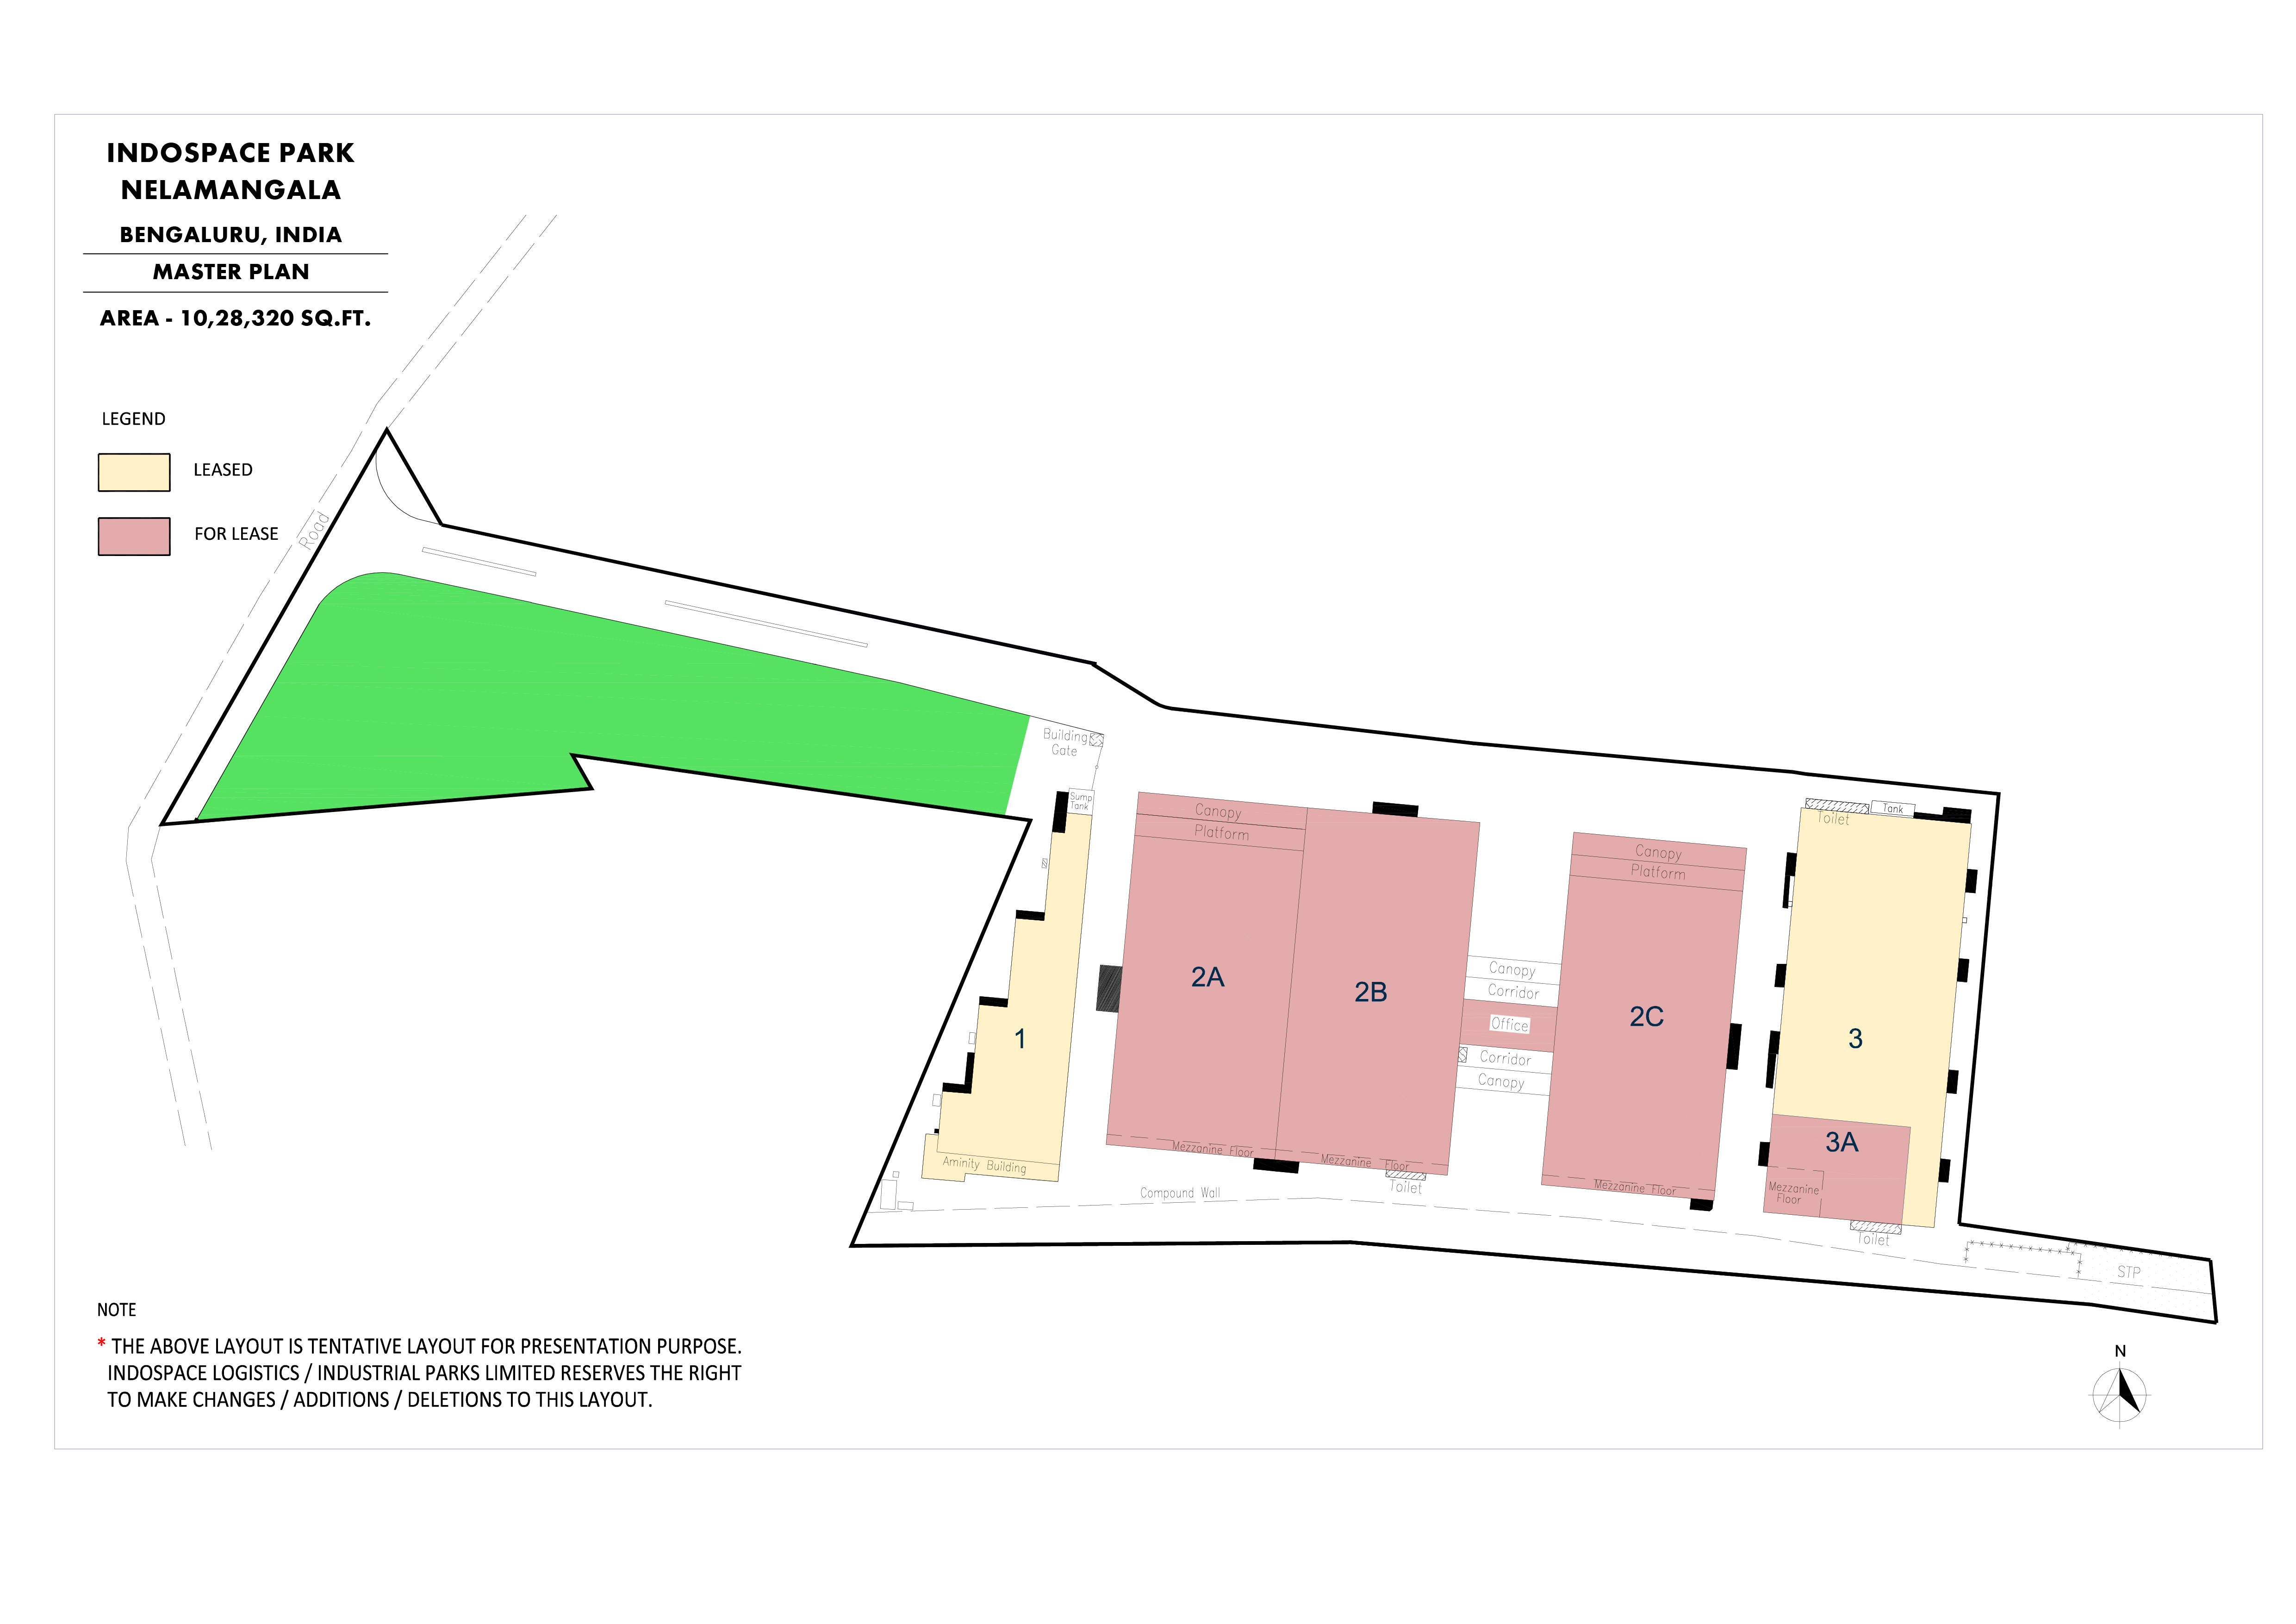 INDOSPACE PARK
NELAMANGALA
BENGALURU, INDIA
MASTER PLAN
AREA - 10,28,320 SQ.FT.
LEGEND
LEASED
FOR LEASE
Road
Building
Gate
Sump
Tank
Canopy
Platform
Canopy
Platform
Toilet
Tank
2A
2B
Canopy
Corridor
Office
Corridor
Canopy
2C
1
3
3A
Aminity Building
Mezzanine Floor
Mezzanine Floor
Toilet
Mezzanine Floor
Mezzanine
Floor
Toilet
Compound Wall
STP
NOTE
* THE ABOVE LAYOUT IS TENTATIVE LAYOUT FOR PRESENTATION PURPOSE.
INDOSPACE LOGISTICS / INDUSTRIAL PARKS LIMITED RESERVES THE RIGHT
TO MAKE CHANGES / ADDITIONS / DELETIONS TO THIS LAYOUT.
N